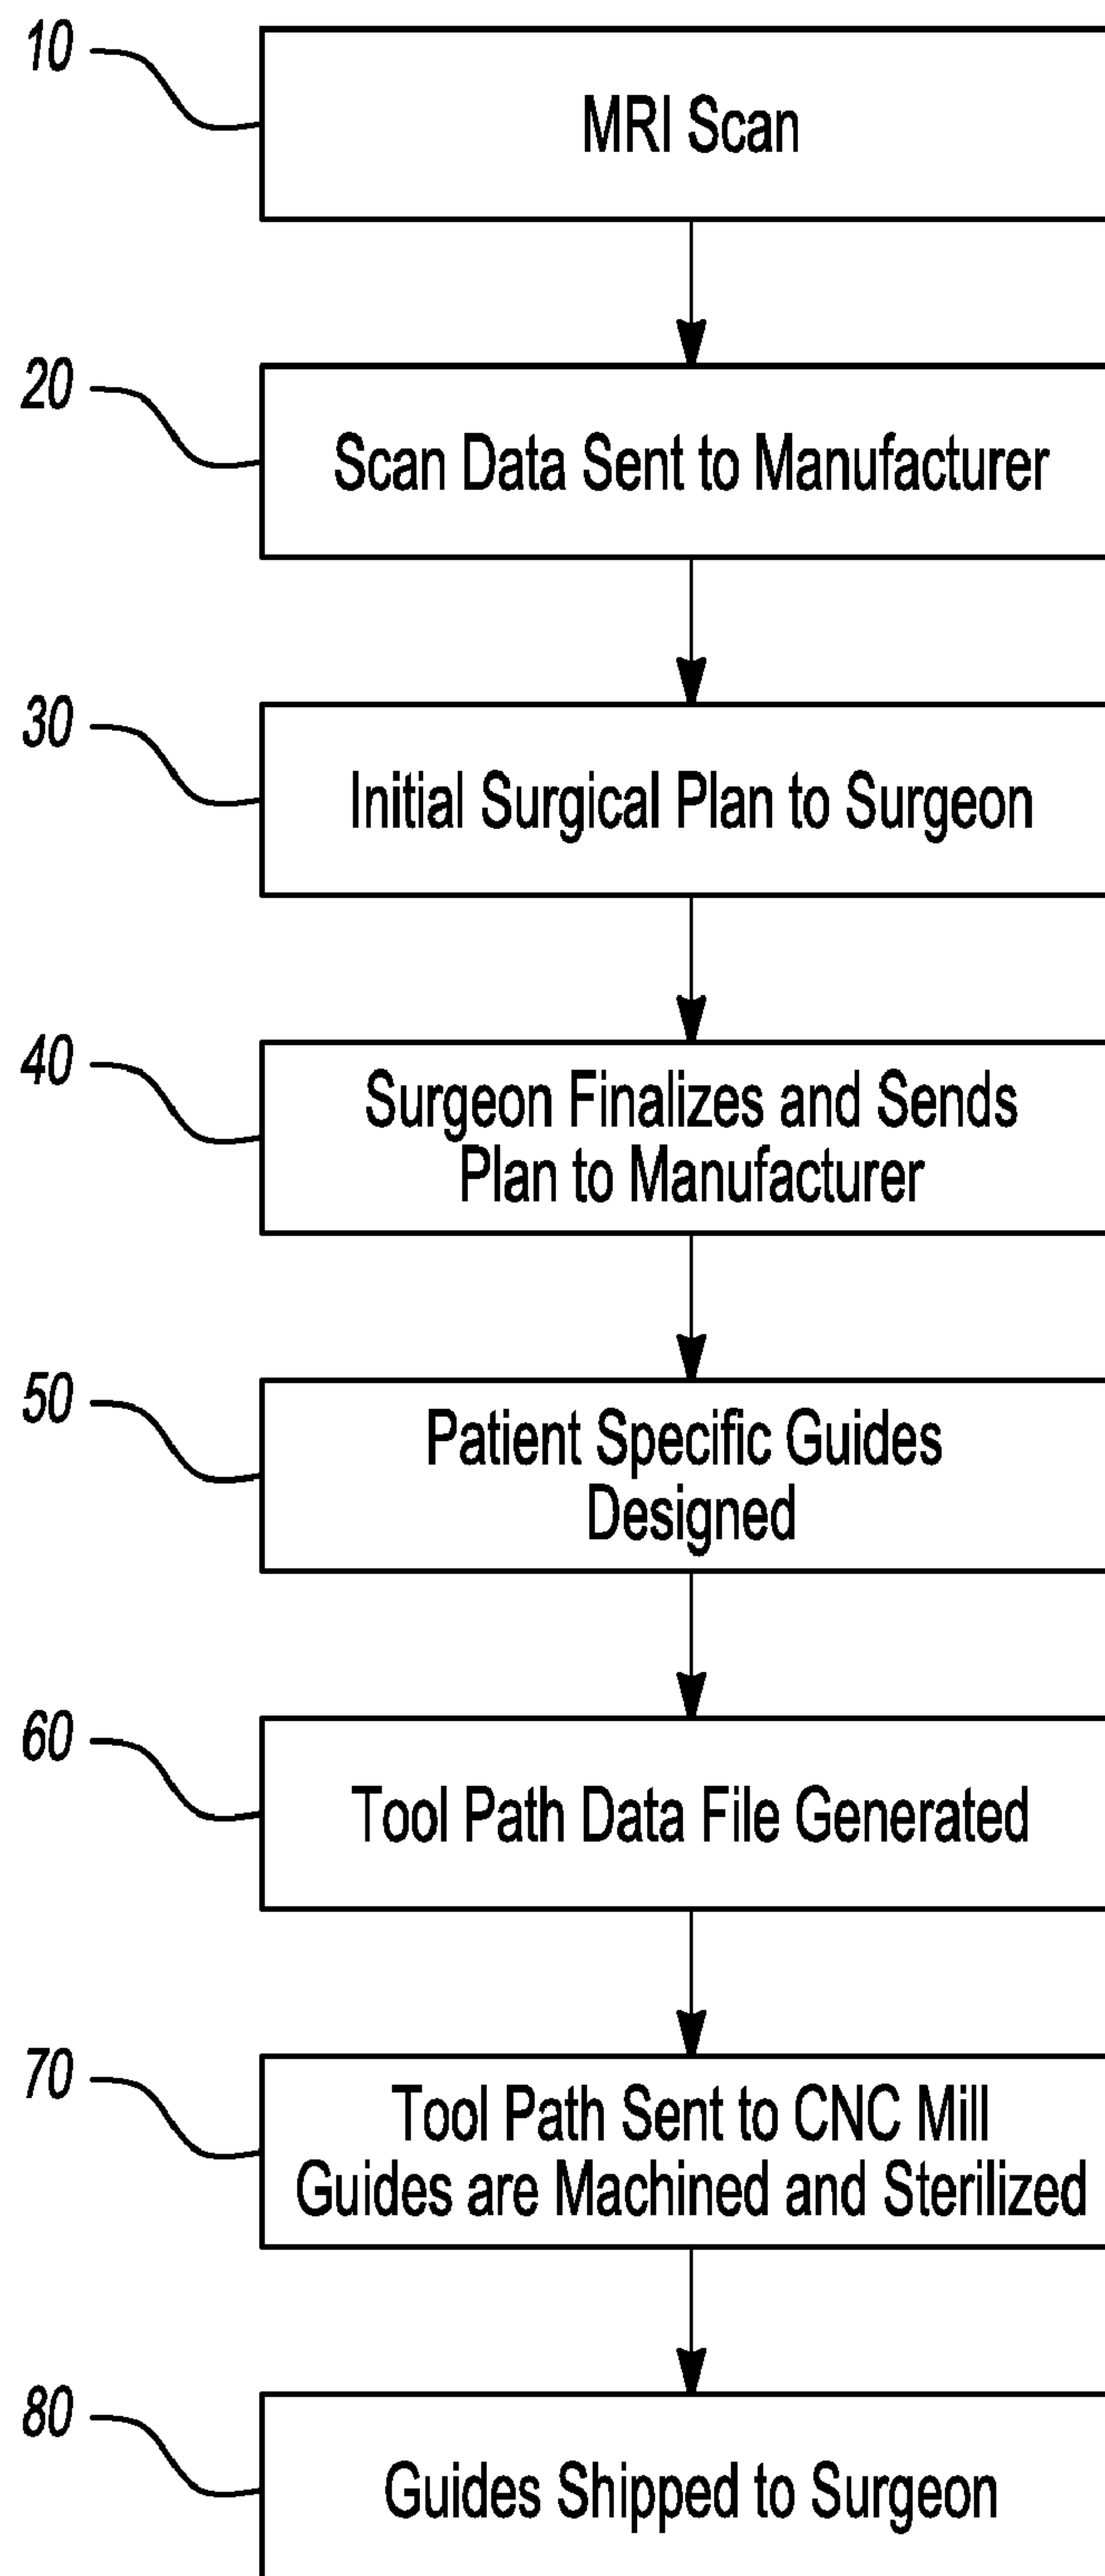 10
MRI Scan
20
Scan Data Sent to Manufacturer
30
Initial Surgical Plan to Surgeon
40
Surgeon Finalizes and Sends
Plan to Manufacturer
50
Patient Specific Guides
Designed
60
Tool Path Data File Generated
70
Tool Path Sent to CNC Mill
Guides are Machined and Sterilized
80
Guides Shipped to Surgeon